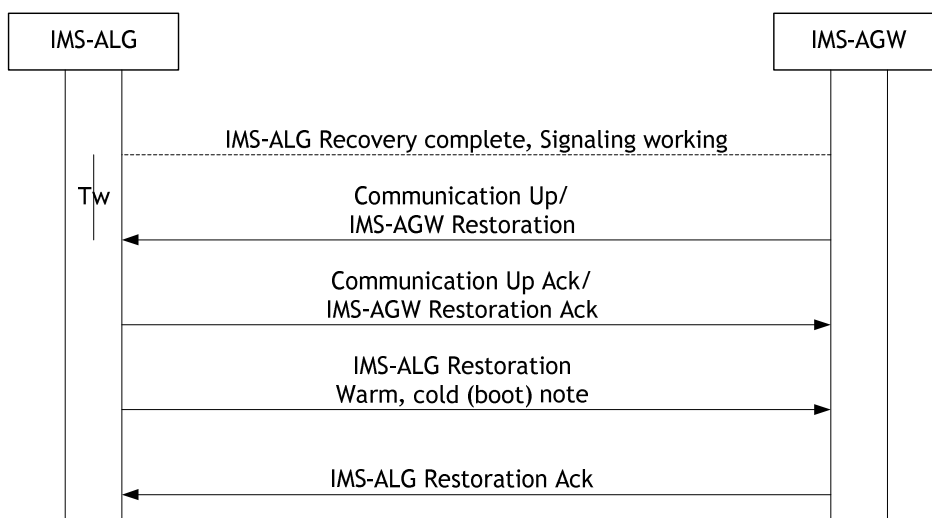 IMS-ALG
IMS-AGW
IMS-ALG Recovery complete, Signaling working
Tw
Communication Up/
IMS-AGW Restoration
Communication Up Ack/
IMS-AGW Restoration Ack
IMS-ALG Restoration
Warm, cold (boot) note
IMS-ALG Restoration Ack